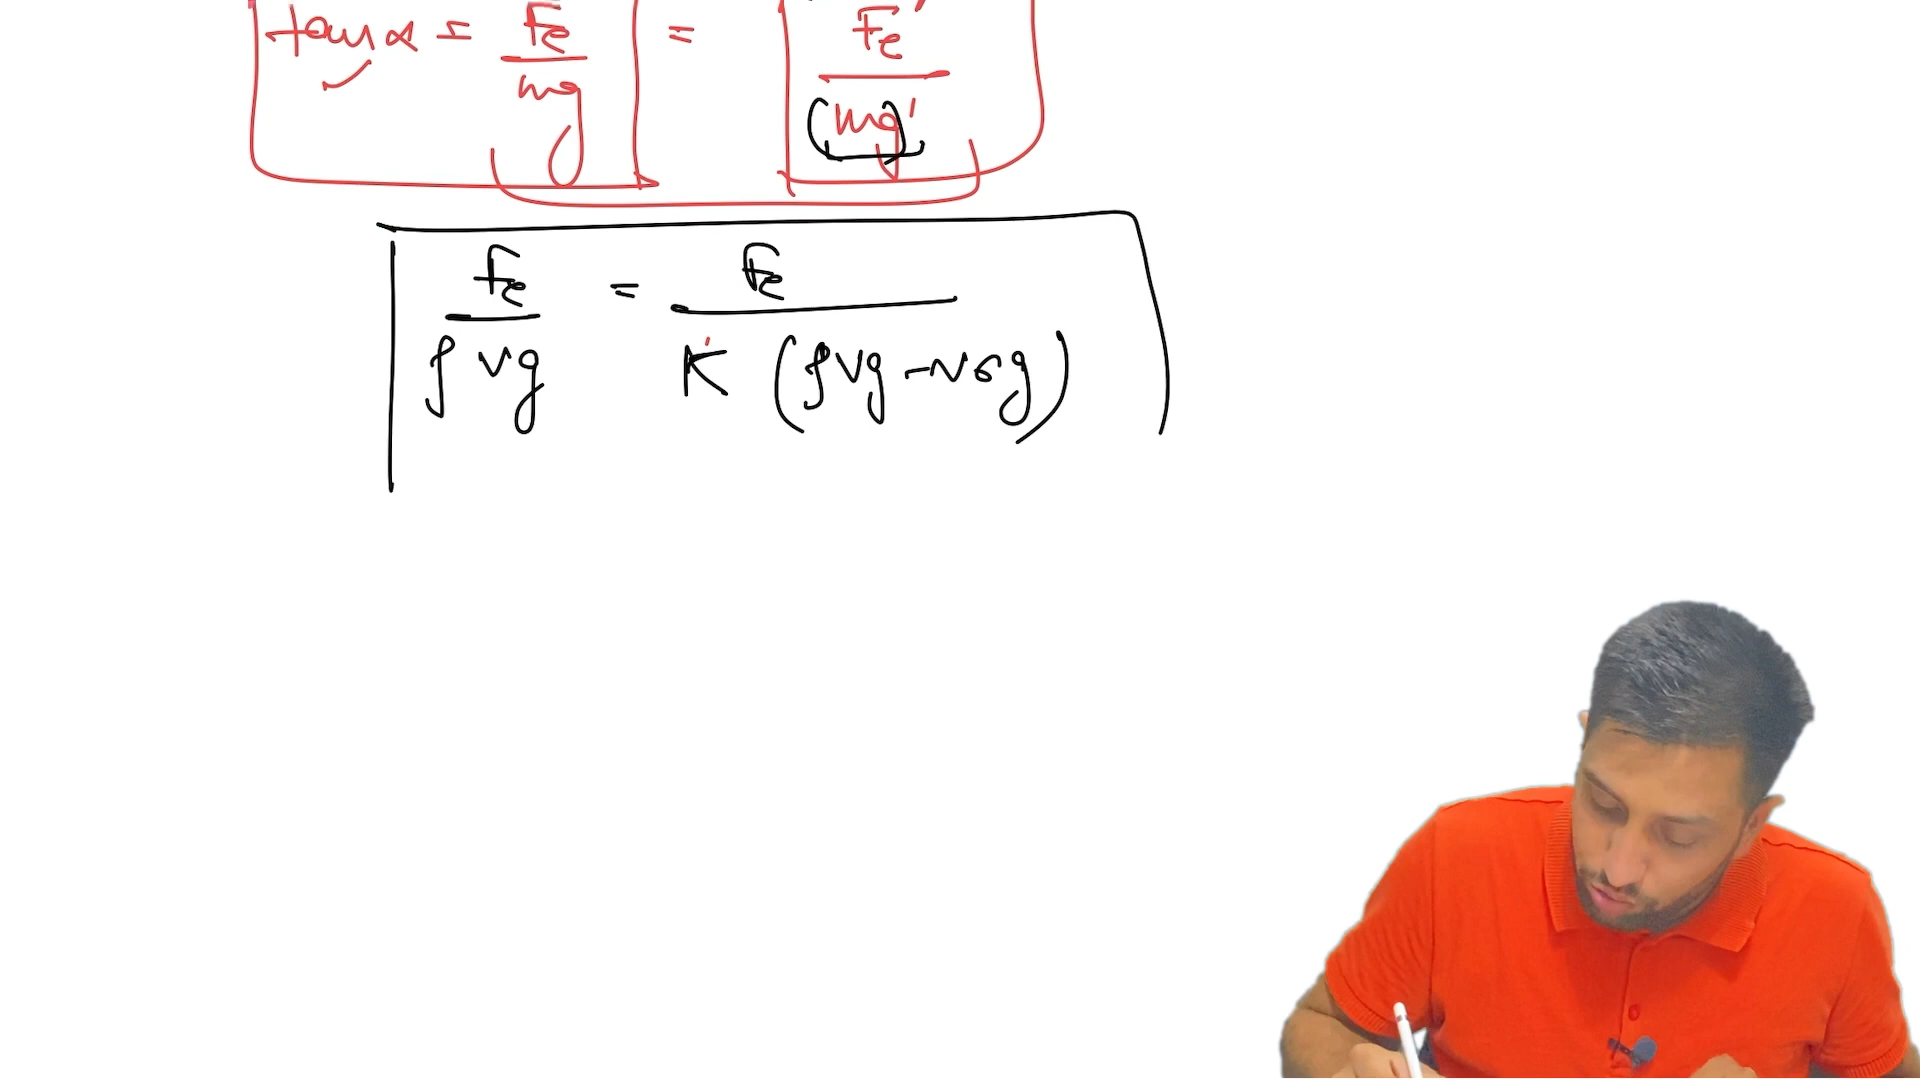 tan α = Fe/mg = Fe'/(mg)'
Fe/ρVg = Fe/K(ρVg - Vσg)